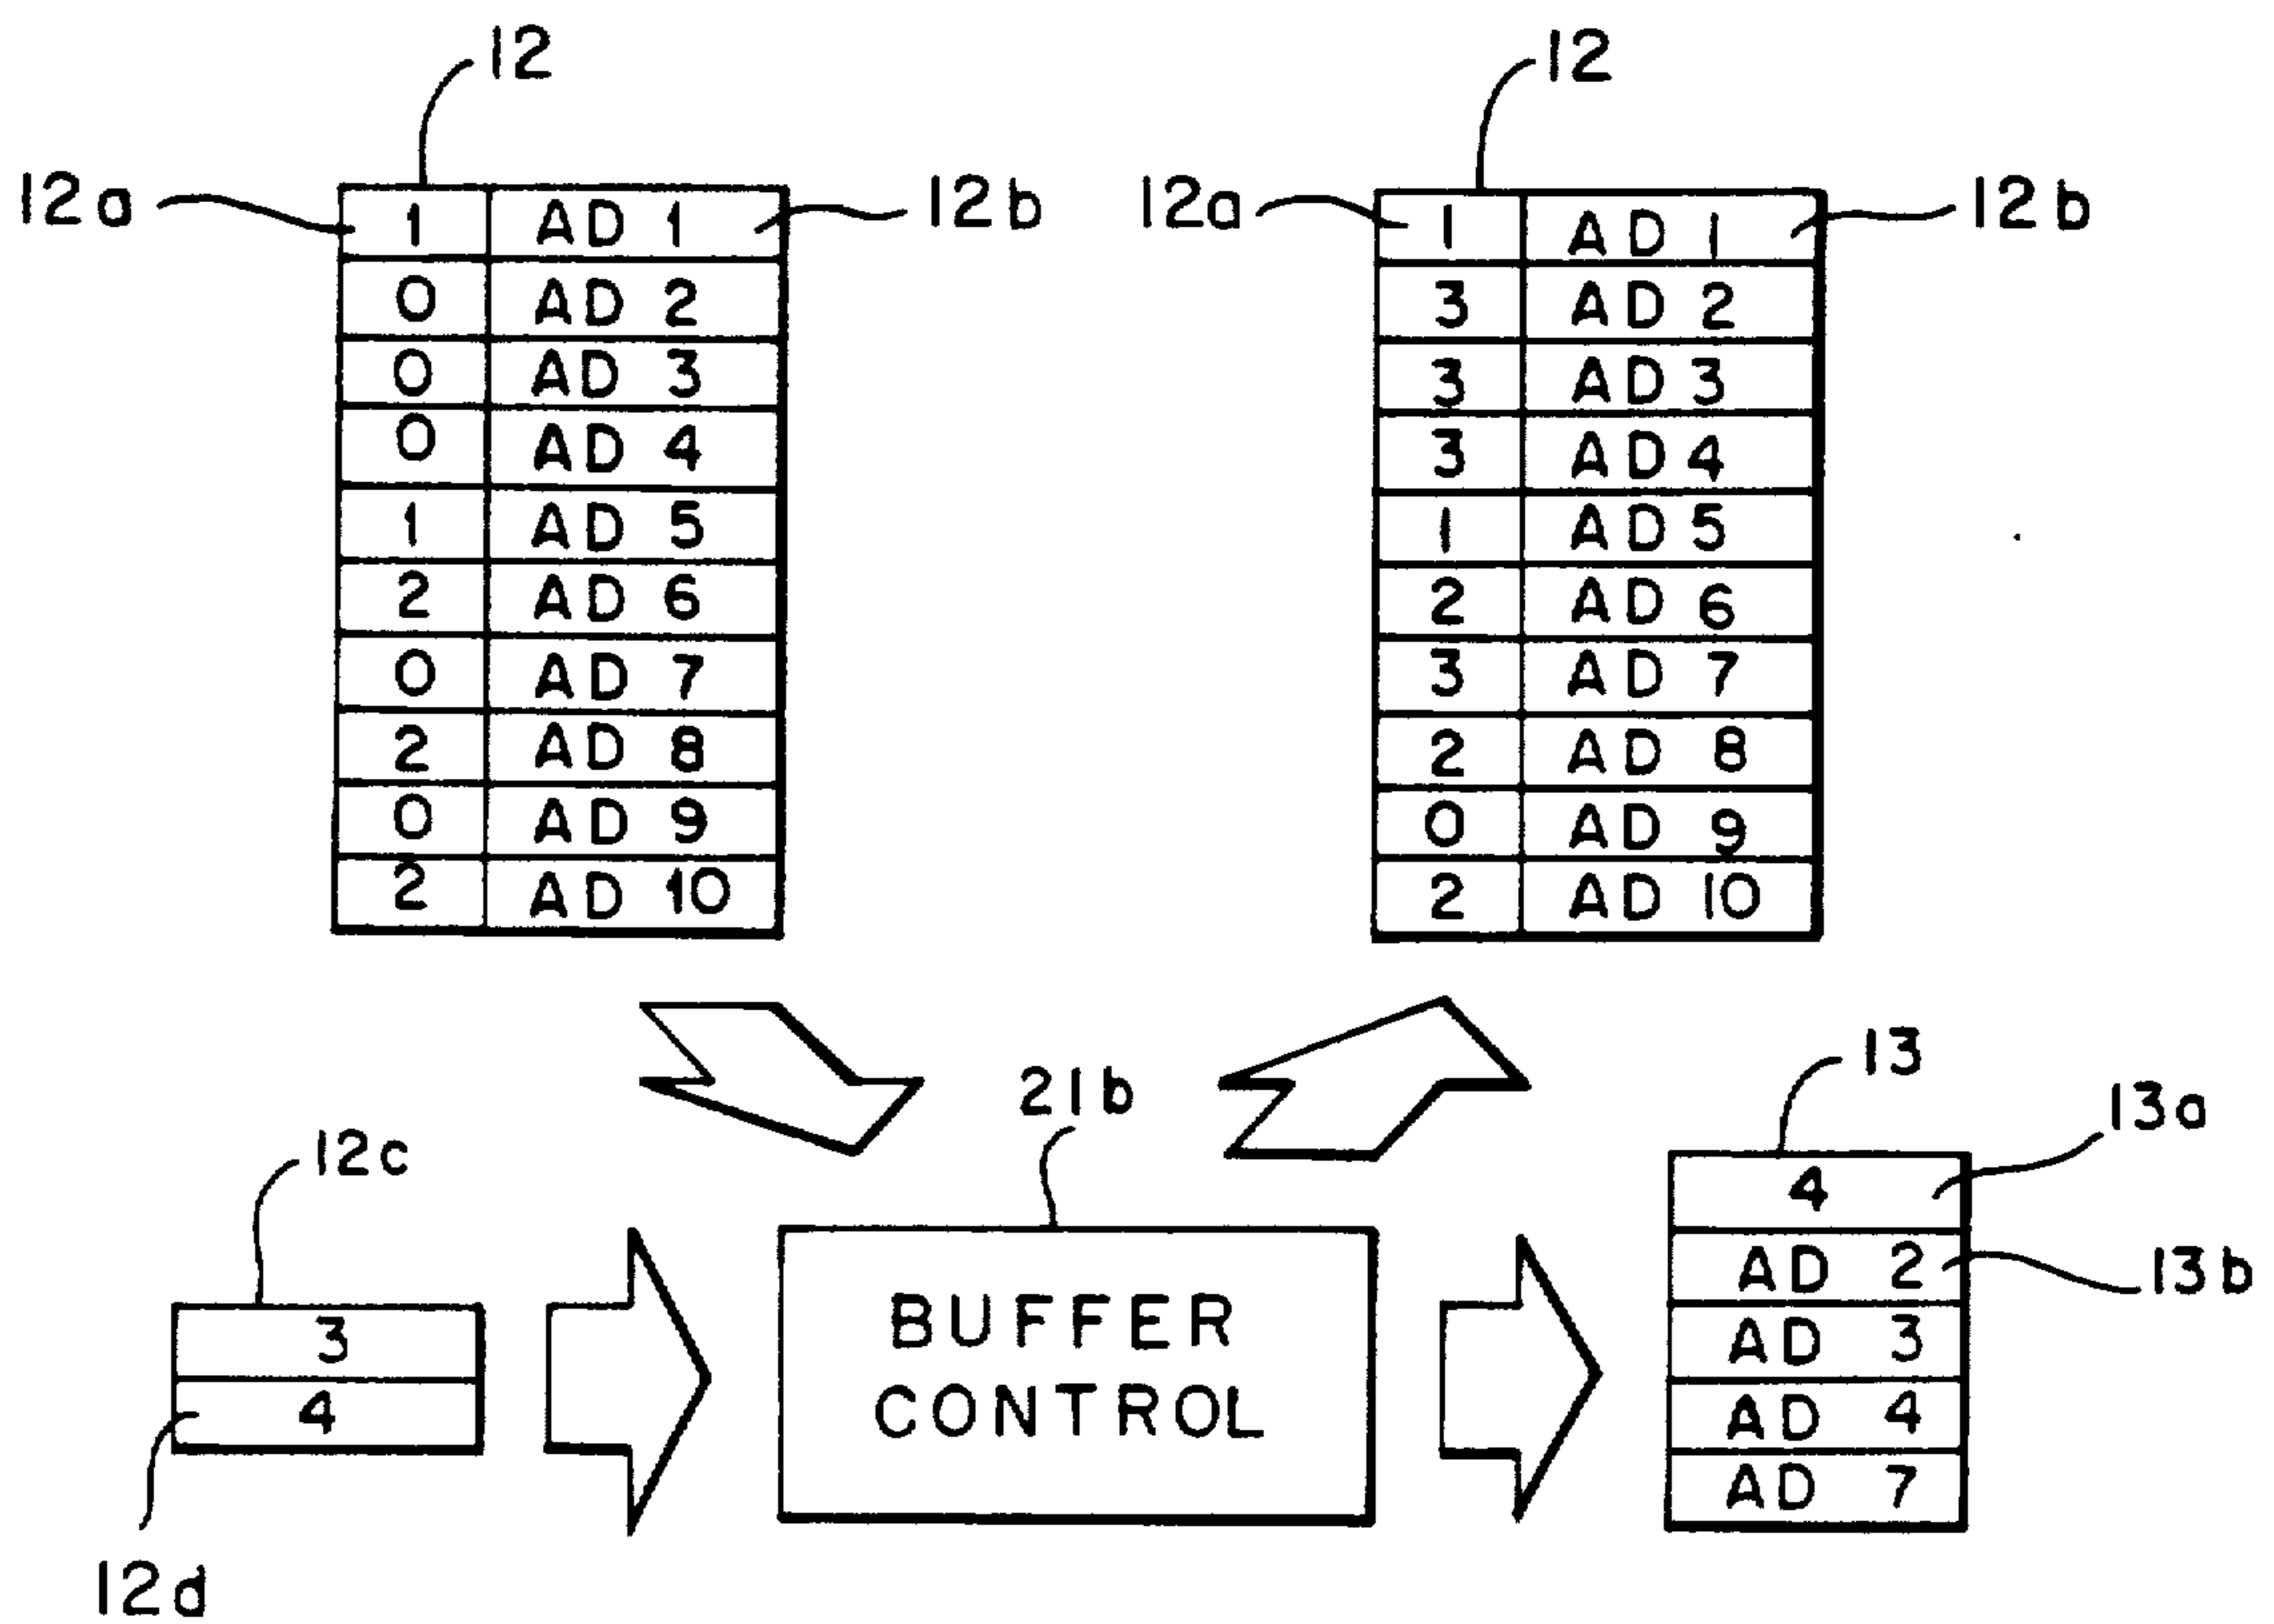 12
12
12a
12b
12a
12b
1 AD 1
0 AD 2
0 AD 3
0 AD 4
1 AD 5
2 AD 6
0 AD 7
2 AD 8
0 AD 9
2 AD 10
1 AD 1
3 AD 2
3 AD 3
3 AD 4
1 AD 5
2 AD 6
3 AD 7
2 AD 8
0 AD 9
2 AD 10
12c
3
4
12d
21b
BUFFER
CONTROL
13
13a
13b
4
AD 2
AD 3
AD 4
AD 7